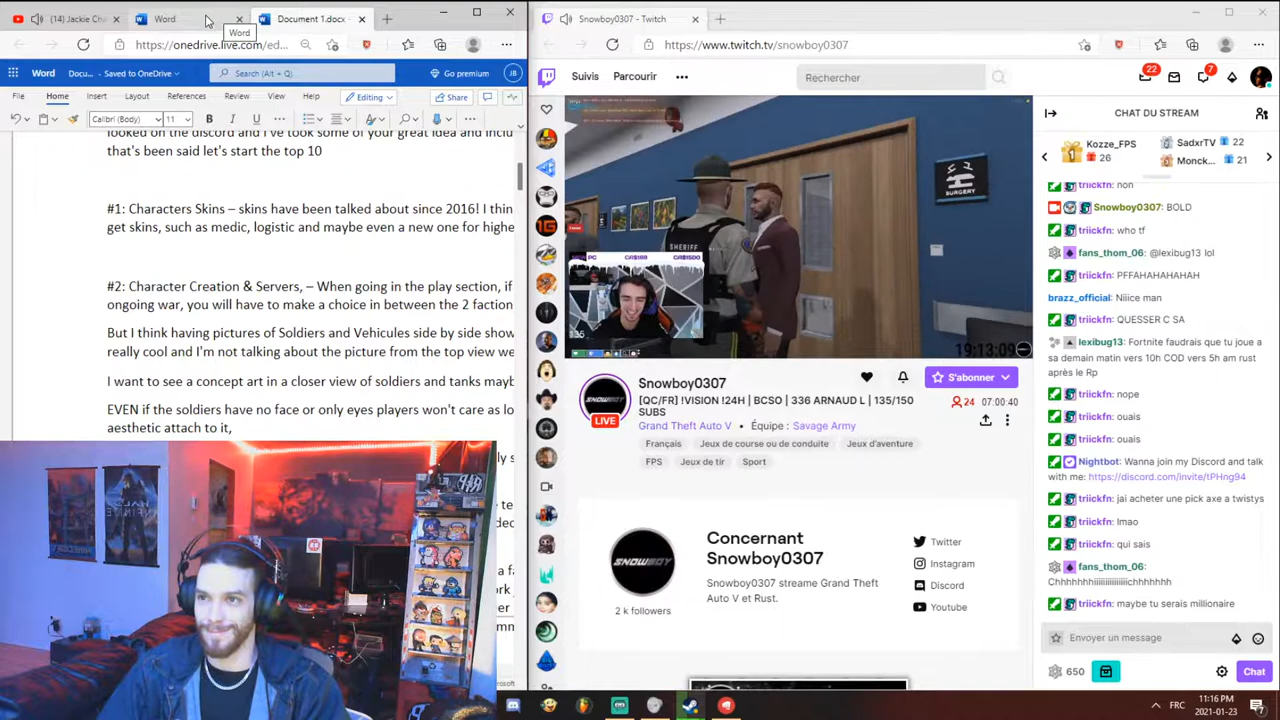 (14) Jackie Cha
Word
Document 1.docx
Word
https://onedrive.live.com/ed...
Word
Docu... - Saved to OneDrive
Search (Alt + Q)
Go premium
JB
File
Home
Insert
Layout
References
Review
View
Help
Editing
Share
Calibri (Body)
11
looked on the discord and I've took some of your great idea and inclu
that's been said let's start the top 10
#1: Characters Skins – skins have been talked about since 2016! I thin
get skins, such as medic, logistic and maybe even a new one for highe
#2: Character Creation & Servers, – When going in the play section, if
ongoing war, you will have to make a choice in between the 2 faction
But I think having pictures of Soldiers and Vehicules side by side show
really cool and I'm not talking about the picture from the top view we
I want to see a concept art in a closer view of soldiers and tanks mayb
EVEN if the soldiers have no face or only eyes players won't care as lo
aesthetic attach to it,
Snowboy0307 - Twitch
https://www.twitch.tv/snowboy0307
Suivis
Parcourir
Rechercher
22
7
SURGERY
SHERIFF
CA$188
CA$1500
135
19:13:09
Snowboy0307
[QC/FR] !VISION !24H | BCSO | 336 ARNAUD L | 135/150
SUBS
Grand Theft Auto V • Équipe : Savage Army
Français
Jeux de course ou de conduite
Jeux d'aventure
FPS
Jeux de tir
Sport
LIVE
S'abonner
24
07:00:40
Concernant
Snowboy0307
Snowboy0307 streame Grand Theft
Auto V et Rust.
SNOWBOY
2 k followers
Twitter
Instagram
Discord
Youtube
CHAT DU STREAM
Kozze_FPS
26
SadxrTV 22
Monck... 21
triickfn: non
Snowboy0307: BOLD
triickfn: who tf
fans_thom_06: @lexibug13 lol
triickfn: PFFAHAHAHAHAH
brazz_official: Niiice man
triickfn: QUESSER C SA
lexibug13: Fortnite faudrais que tu joue a
sa demain matin vers 10h COD vers 5h am rust
après le Rp
triickfn: nope
triickfn: ouais
triickfn: ouais
Nightbot: Wanna join my Discord and talk
with me: https://discord.com/invite/tPHng94
triickfn: jai acheter une pick axe a twistys
triickfn: lmao
triickfn: qui sais
fans_thom_06:
Chhhhhhiiiiiiiiiiiiiiichhhhhhh
triickfn: maybe tu serais millionaire
Envoyer un message
650
Chat
FRC
11:16 PM
2021-01-23